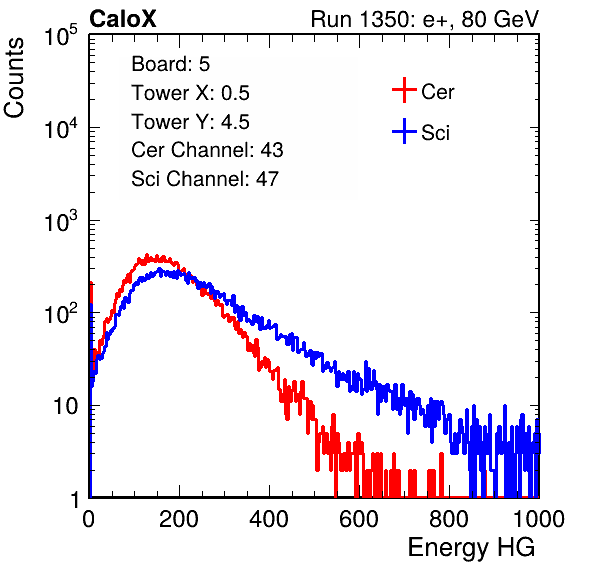 CaloX Run 1350: e+, 80 GeV
Counts
Board: 5
Tower X: 0.5
Tower Y: 4.5
Cer Channel: 43
Sci Channel: 47
Cer
Sci
10^5
10^4
10^3
10^2
10
1
0 200 400 600 800 1000
Energy HG